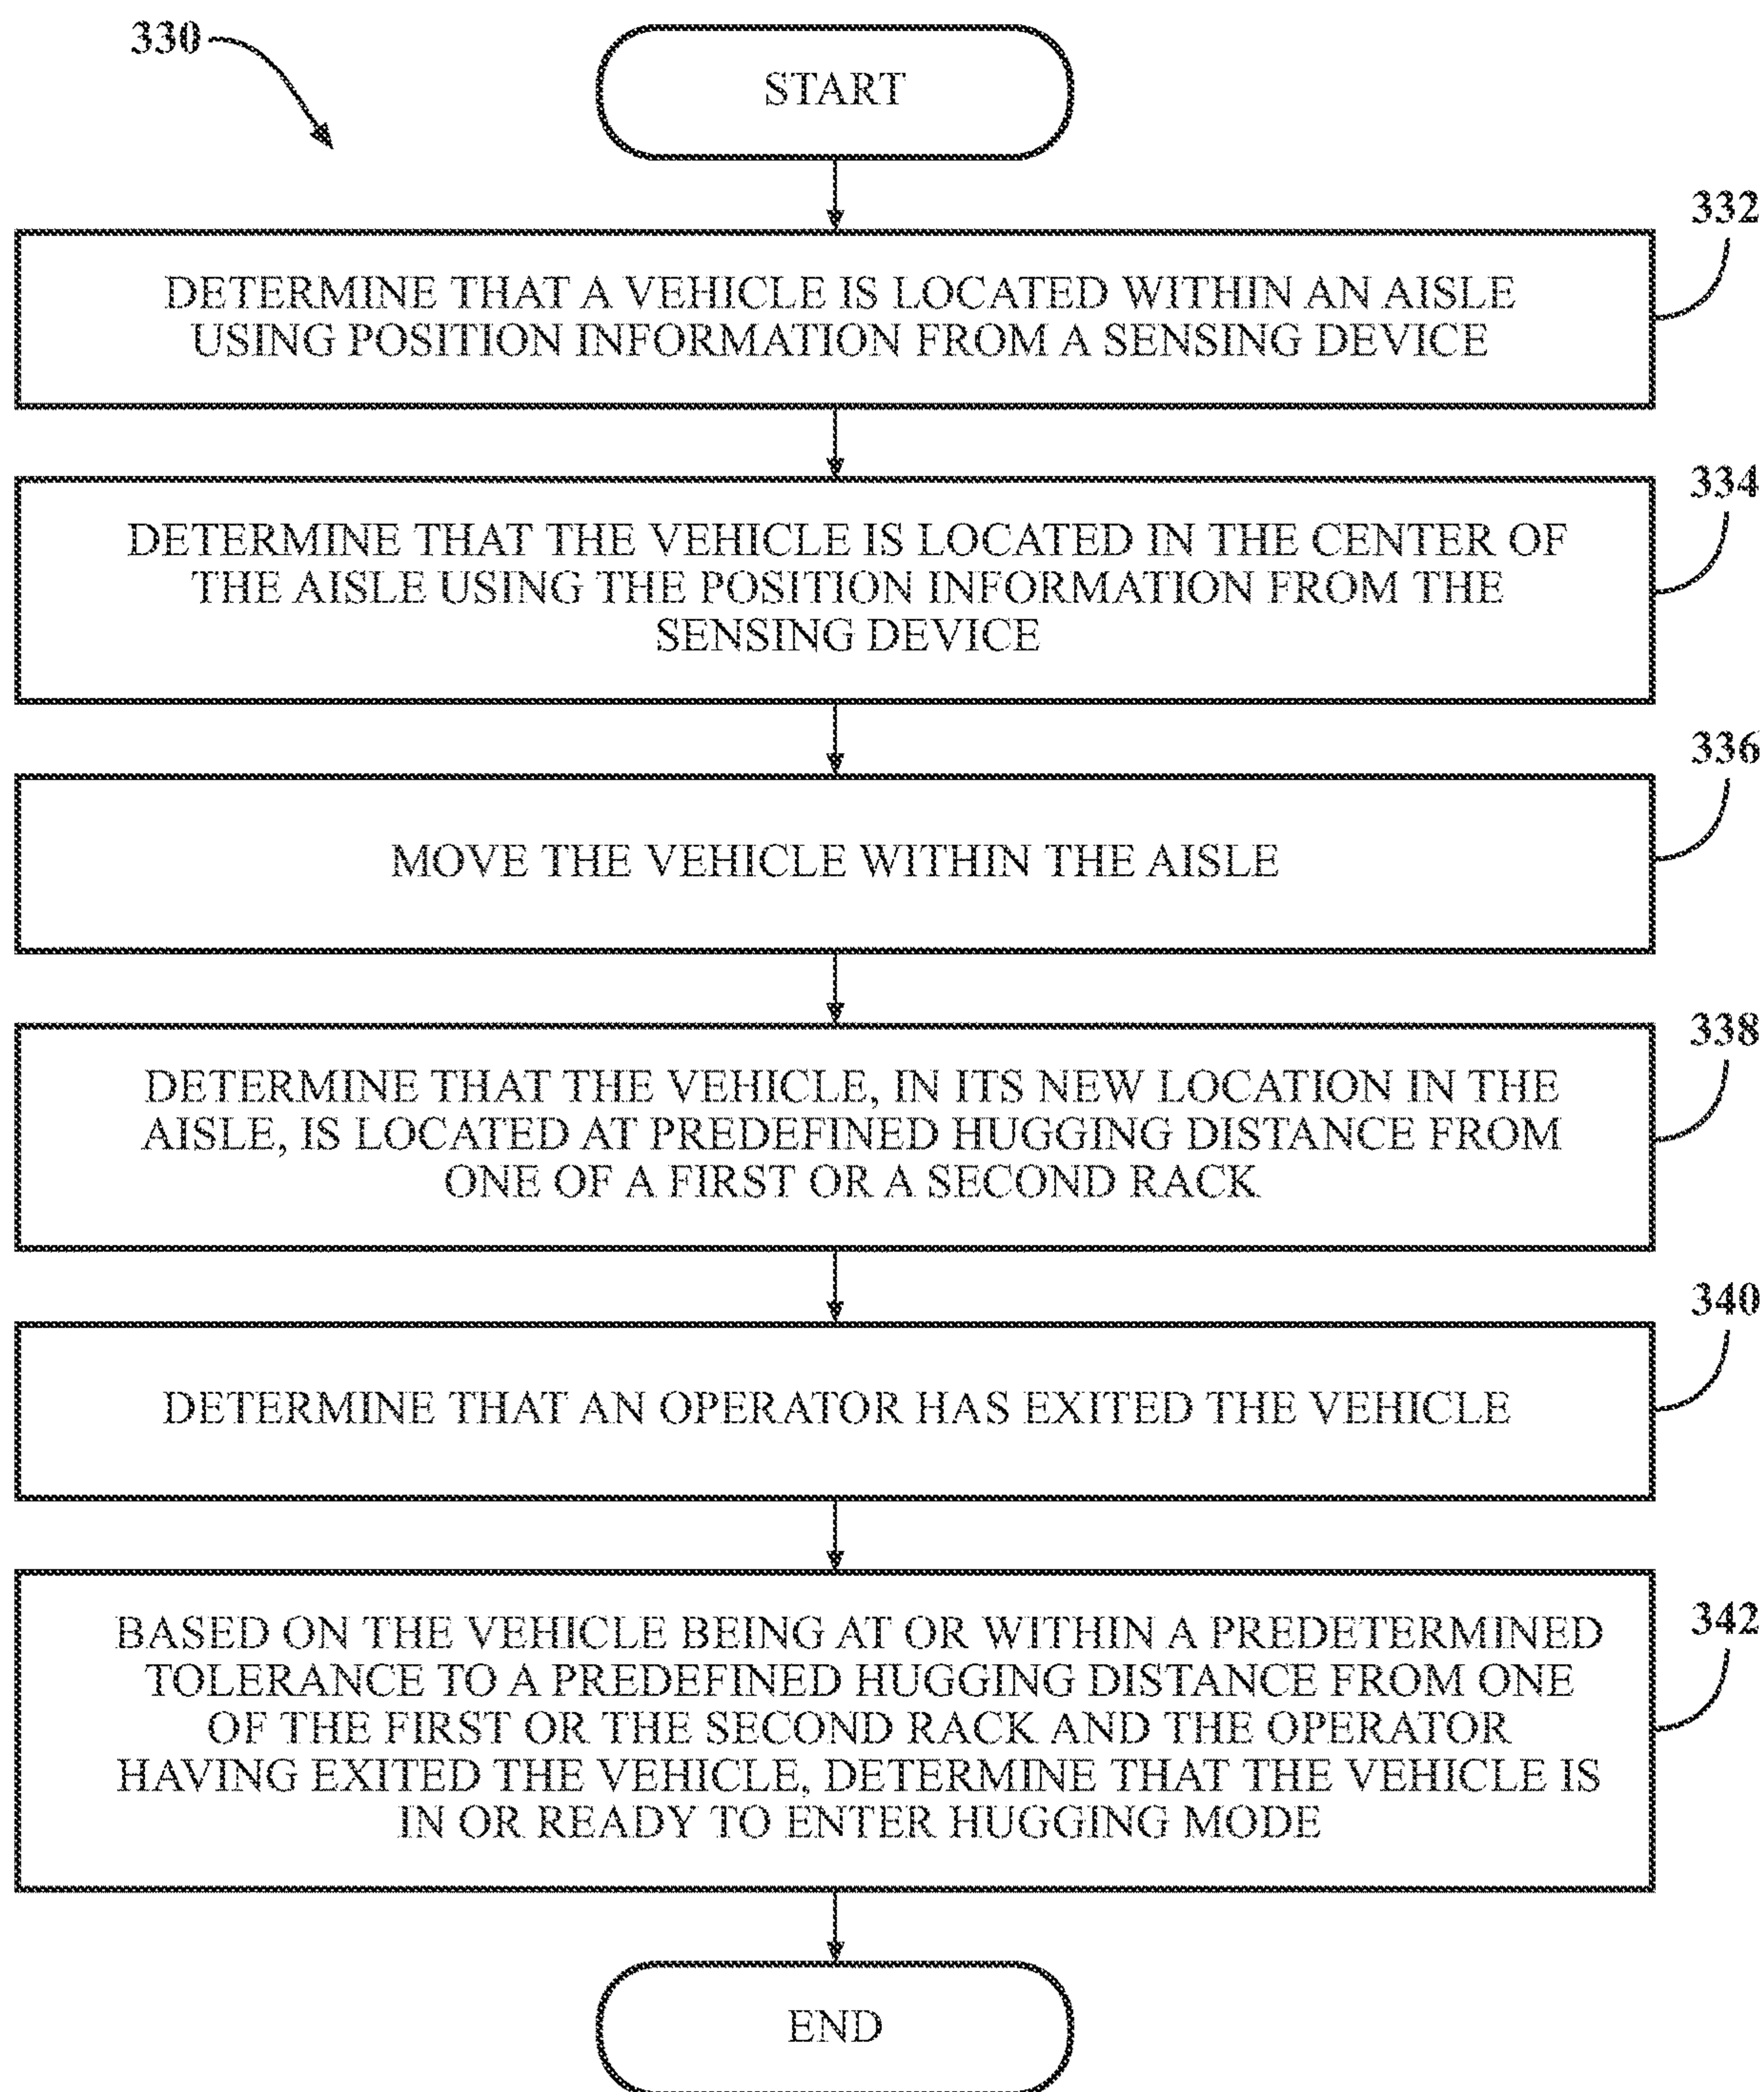 330
START
332
DETERMINE THAT A VEHICLE IS LOCATED WITHIN AN AISLE
USING POSITION INFORMATION FROM A SENSING DEVICE
334
DETERMINE THAT THE VEHICLE IS LOCATED IN THE CENTER OF
THE AISLE USING THE POSITION INFORMATION FROM THE
SENSING DEVICE
336
MOVE THE VEHICLE WITHIN THE AISLE
338
DETERMINE THAT THE VEHICLE, IN ITS NEW LOCATION IN THE
AISLE, IS LOCATED AT PREDEFINED HUGGING DISTANCE FROM
ONE OF A FIRST OR A SECOND RACK
340
DETERMINE THAT AN OPERATOR HAS EXITED THE VEHICLE
342
BASED ON THE VEHICLE BEING AT OR WITHIN A PREDETERMINED
TOLERANCE TO A PREDEFINED HUGGING DISTANCE FROM ONE
OF THE FIRST OR THE SECOND RACK AND THE OPERATOR
HAVING EXITED THE VEHICLE, DETERMINE THAT THE VEHICLE IS
IN OR READY TO ENTER HUGGING MODE
END